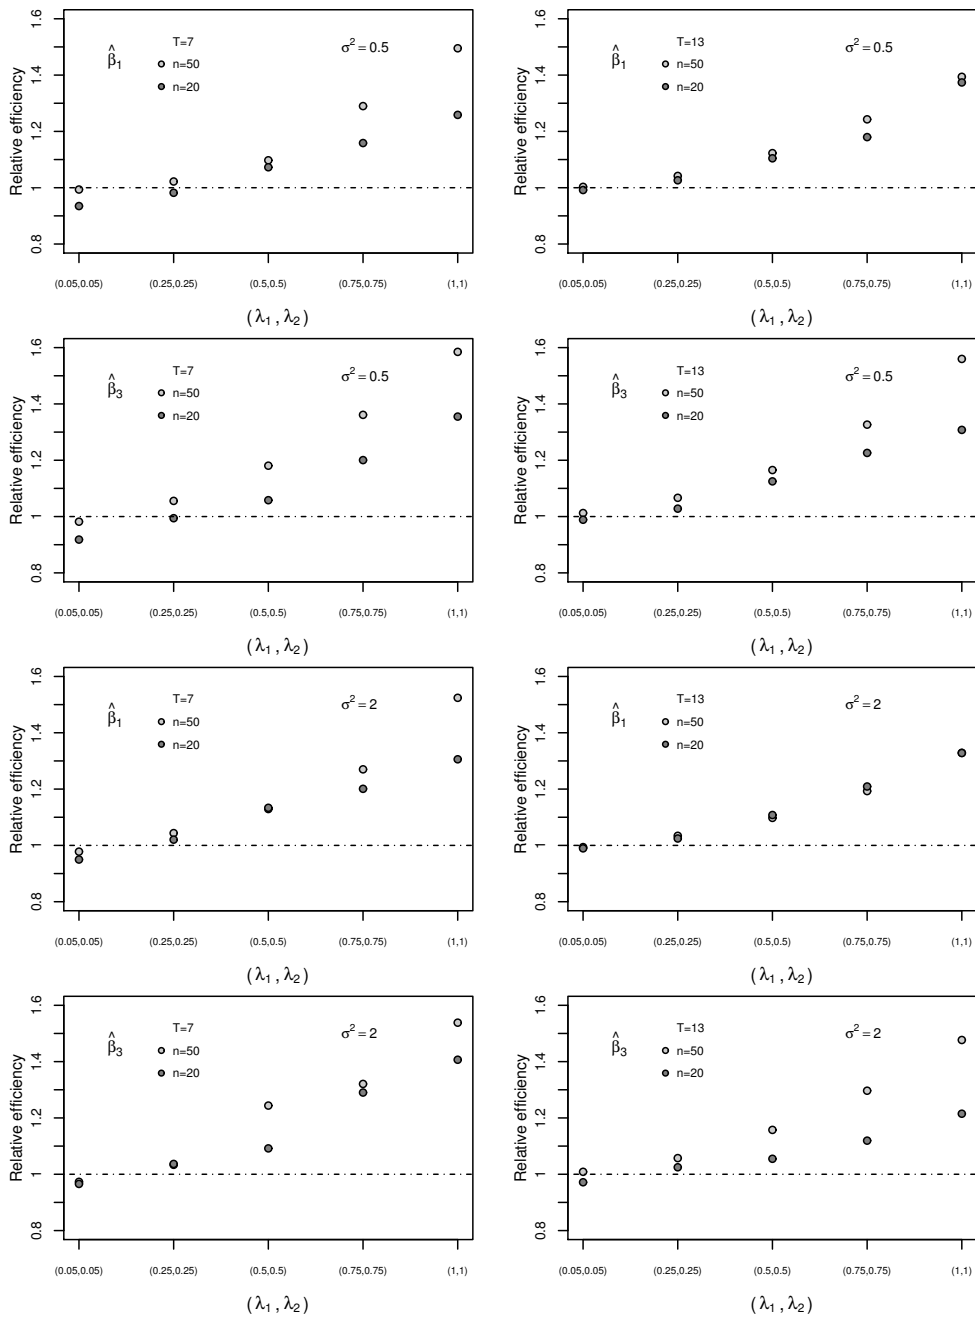 Relative efficiency
0.8 1 1.2 1.4 1.6
β̂₁ T=7 σ² = 0.5
n=50
n=20
(0.05,0.05) (0.25,0.25) (0.5,0.5) (0.75,0.75) (1,1)
(λ₁ , λ₂)
Relative efficiency
0.8 1 1.2 1.4 1.6
β̂₁ T=13 σ² = 0.5
n=50
n=20
(0.05,0.05) (0.25,0.25) (0.5,0.5) (0.75,0.75) (1,1)
(λ₁ , λ₂)
Relative efficiency
0.8 1 1.2 1.4 1.6
β̂₃ T=7 σ² = 0.5
n=50
n=20
(0.05,0.05) (0.25,0.25) (0.5,0.5) (0.75,0.75) (1,1)
(λ₁ , λ₂)
Relative efficiency
0.8 1 1.2 1.4 1.6
β̂₃ T=13 σ² = 0.5
n=50
n=20
(0.05,0.05) (0.25,0.25) (0.5,0.5) (0.75,0.75) (1,1)
(λ₁ , λ₂)
Relative efficiency
0.8 1 1.2 1.4 1.6
β̂₁ T=7 σ² = 2
n=50
n=20
(0.05,0.05) (0.25,0.25) (0.5,0.5) (0.75,0.75) (1,1)
(λ₁ , λ₂)
Relative efficiency
0.8 1 1.2 1.4 1.6
β̂₁ T=13 σ² = 2
n=50
n=20
(0.05,0.05) (0.25,0.25) (0.5,0.5) (0.75,0.75) (1,1)
(λ₁ , λ₂)
Relative efficiency
0.8 1 1.2 1.4 1.6
β̂₃ T=7 σ² = 2
n=50
n=20
(0.05,0.05) (0.25,0.25) (0.5,0.5) (0.75,0.75) (1,1)
(λ₁ , λ₂)
Relative efficiency
0.8 1 1.2 1.4 1.6
β̂₃ T=13 σ² = 2
n=50
n=20
(0.05,0.05) (0.25,0.25) (0.5,0.5) (0.75,0.75) (1,1)
(λ₁ , λ₂)